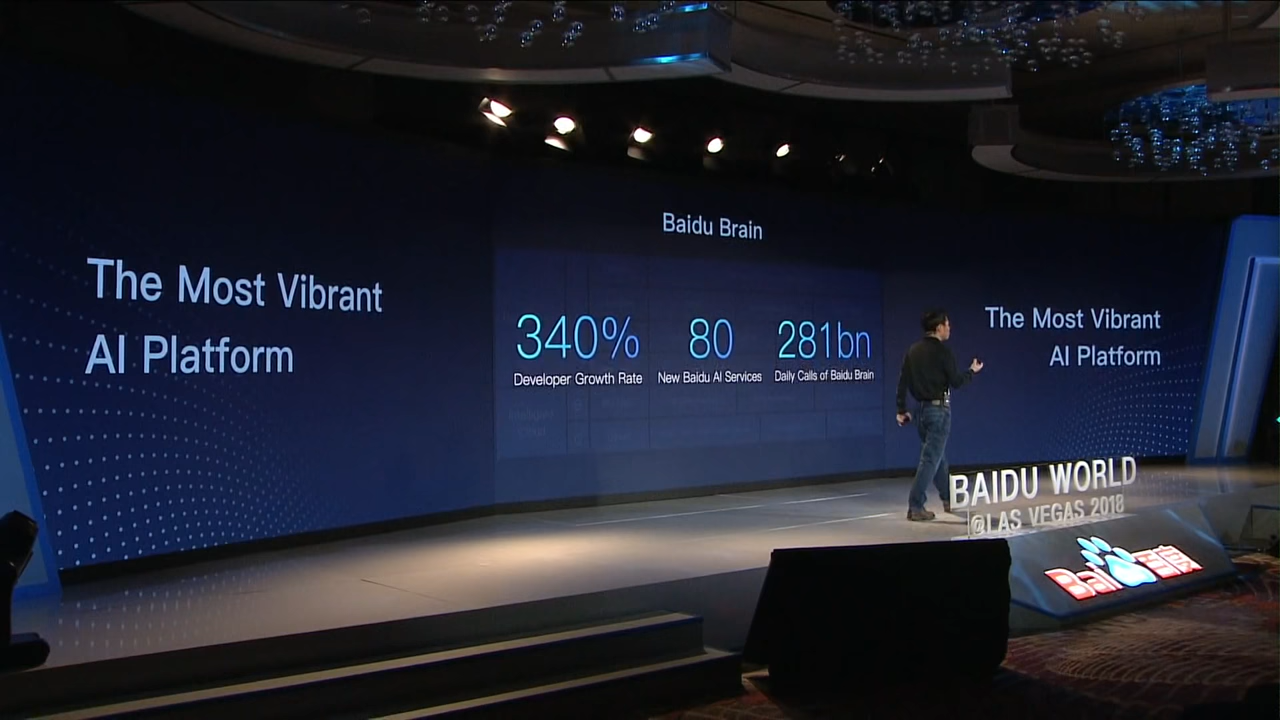 The Most Vibrant
AI Platform
Baidu Brain
340%
Developer Growth Rate
80
New Baidu AI Services
281bn
Daily Calls of Baidu Brain
The Most Vibrant
AI Platform
BAIDU WORLD
@LAS VEGAS 2018
Bai百度